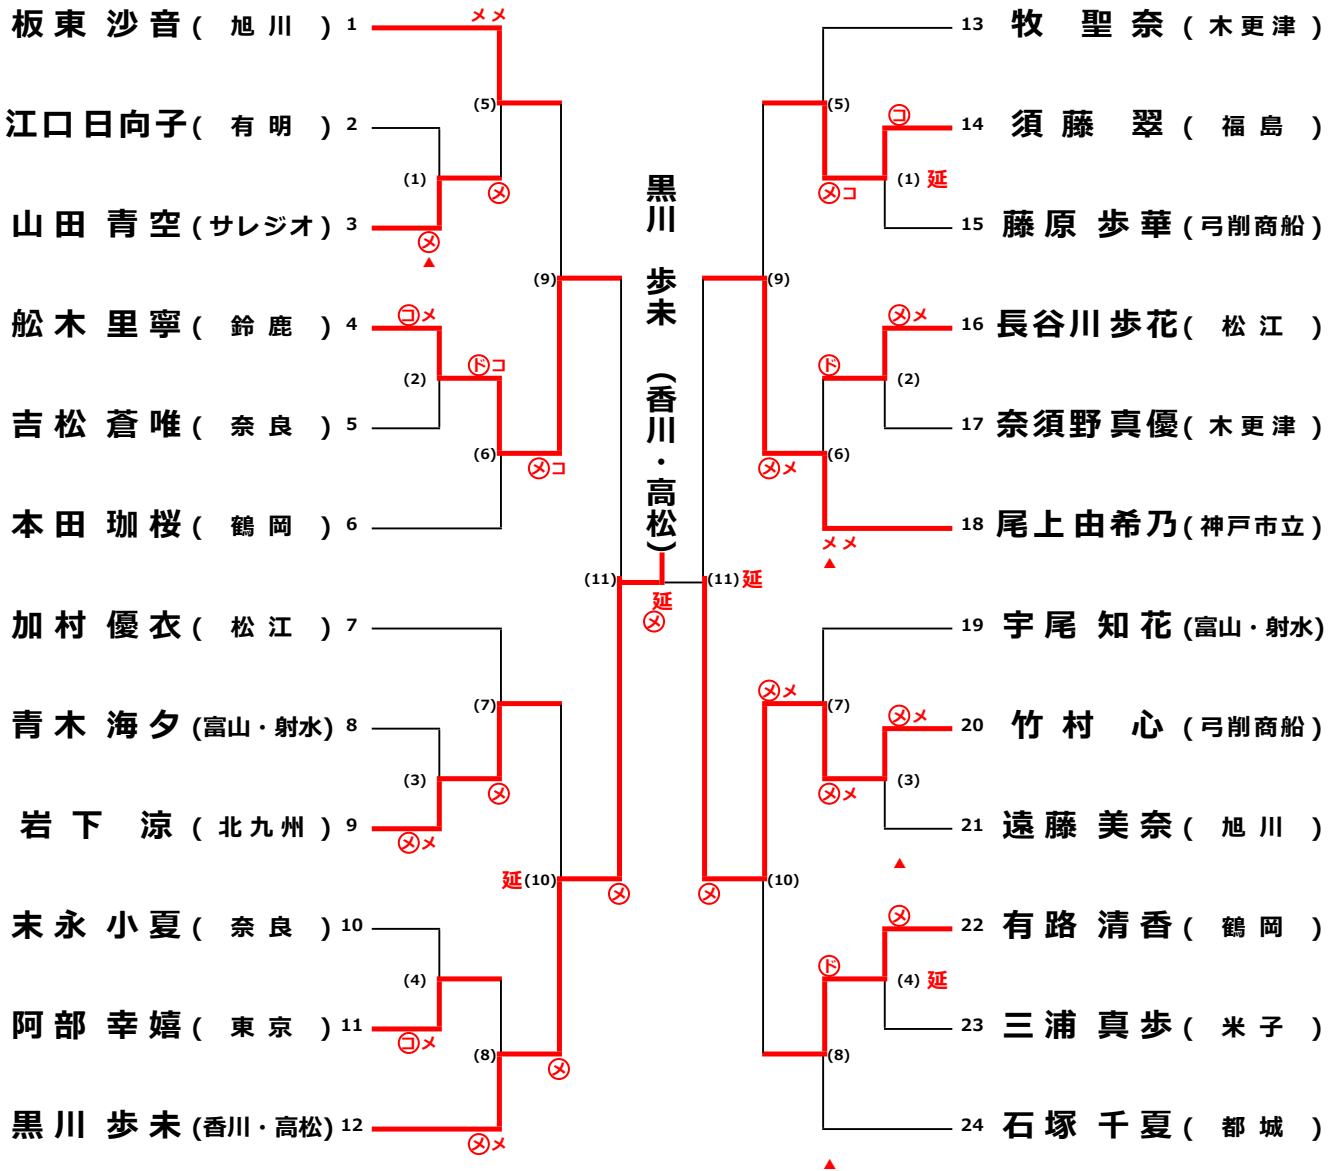 板東 沙音 ( 旭川 ) 1
メメ
(5)
江口日向子( 有明 ) 2
(1)
メ
山田 青空 (サレジオ) 3
メ
▲
(9)
舩木里寧( 鈴鹿 ) 4
コメ
ドコ
(2)
吉松蒼唯( 奈良 ) 5
(6)
メコ
本田 珈桜( 鶴岡 ) 6
(11)
加村 優衣( 松江 ) 7
(7)
青木 海夕(富山・射水) 8
(3)
メ
岩下 涼 (北九州) 9
メメ
延(10)
メ
末永 小夏( 奈良 ) 10
(4)
阿部 幸嬉( 東京 ) 11
コメ
(8)
メ
黒川 歩未(香川・高松) 12
メメ
黒川 歩未 (香川・高松)
延
メ
13 牧 聖奈 (木更津)
(5)
コ
14 須藤 翠 ( 福島 )
(1) 延
メコ
15 藤原 歩華(弓削商船)
(9)
メメ
16 長谷川歩花( 松江 )
ド
(2)
17 奈須野真優(木更津)
(6)
メメ
18 尾上由希乃(神戸市立)
メメ
▲
(11) 延
19 宇尾 知花(富山・射水)
メメ
(7)
メメ
20 竹村 心 (弓削商船)
(3)
メメ
21 遠藤 美奈( 旭川 )
▲
(10)
メ
メ
22 有路清香( 鶴岡 )
ド
(4) 延
23 三浦 真歩( 米子 )
(8)
24 石塚 千夏( 都城 )
▲